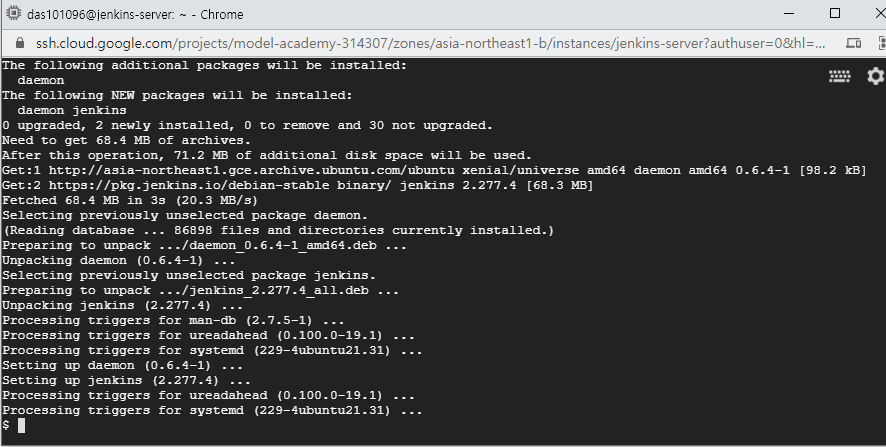 das101096@jenkins-server: ~ - Chrome
ssh.cloud.google.com/projects/model-academy-314307/zones/asia-northeast1-b/instances/jenkins-server?authuser=0&hl=...
The following additional packages will be installed:
  daemon
The following NEW packages will be installed:
  daemon jenkins
0 upgraded, 2 newly installed, 0 to remove and 30 not upgraded.
Need to get 68.4 MB of archives.
After this operation, 71.2 MB of additional disk space will be used.
Get:1 http://asia-northeast1.gce.archive.ubuntu.com/ubuntu xenial/universe amd64 daemon amd64 0.6.4-1 [98.2 kB]
Get:2 https://pkg.jenkins.io/debian-stable binary/ jenkins 2.277.4 [68.3 MB]
Fetched 68.4 MB in 3s (20.3 MB/s)
Selecting previously unselected package daemon.
(Reading database ... 86898 files and directories currently installed.)
Preparing to unpack .../daemon_0.6.4-1_amd64.deb ...
Unpacking daemon (0.6.4-1) ...
Selecting previously unselected package jenkins.
Preparing to unpack .../jenkins_2.277.4_all.deb ...
Unpacking jenkins (2.277.4) ...
Processing triggers for man-db (2.7.5-1) ...
Processing triggers for ureadahead (0.100.0-19.1) ...
Processing triggers for systemd (229-4ubuntu21.31) ...
Setting up daemon (0.6.4-1) ...
Setting up jenkins (2.277.4) ...
Processing triggers for ureadahead (0.100.0-19.1) ...
Processing triggers for systemd (229-4ubuntu21.31) ...
$